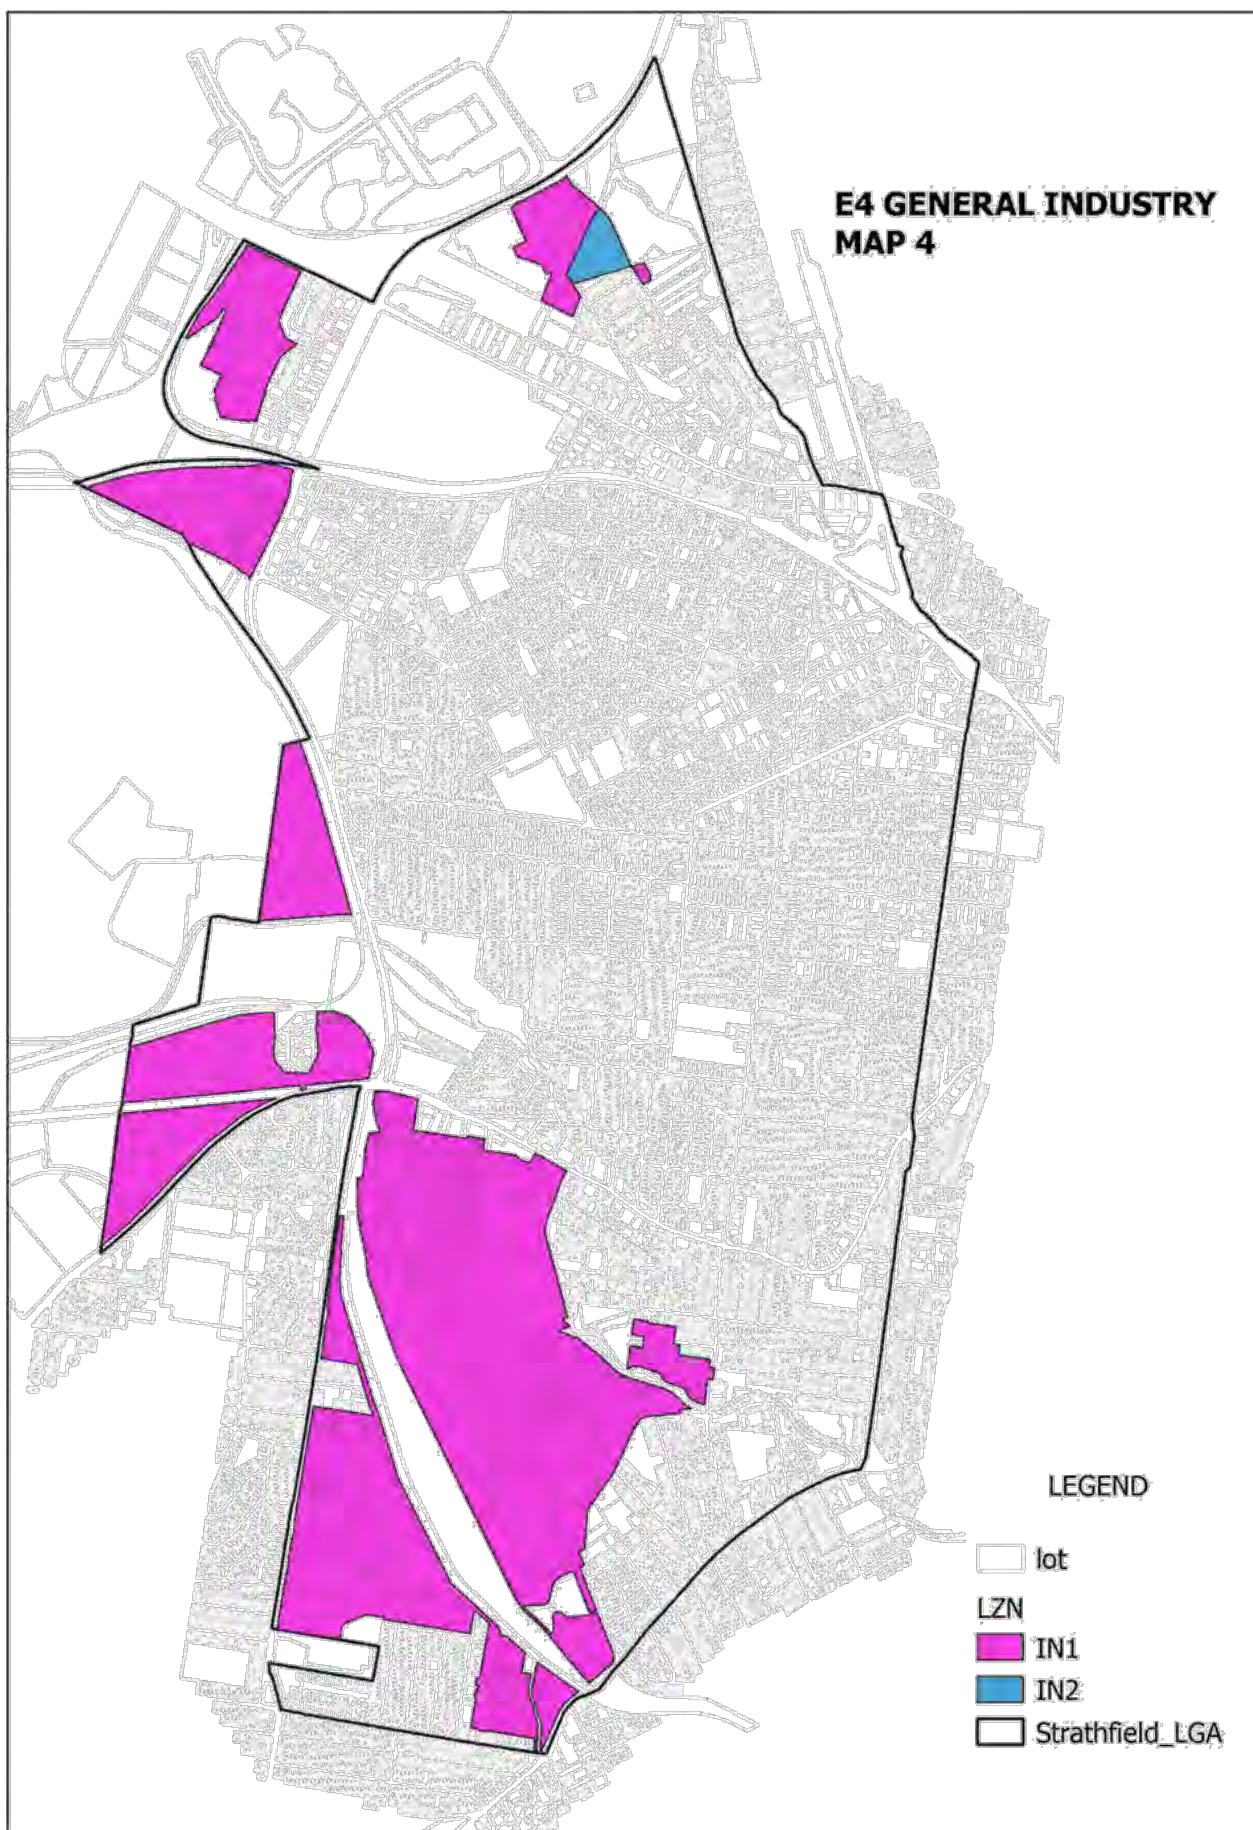 E4 GENERAL INDUSTRY
MAP 4
LEGEND
lot
LZN
IN1
IN2
Strathfield_LGA